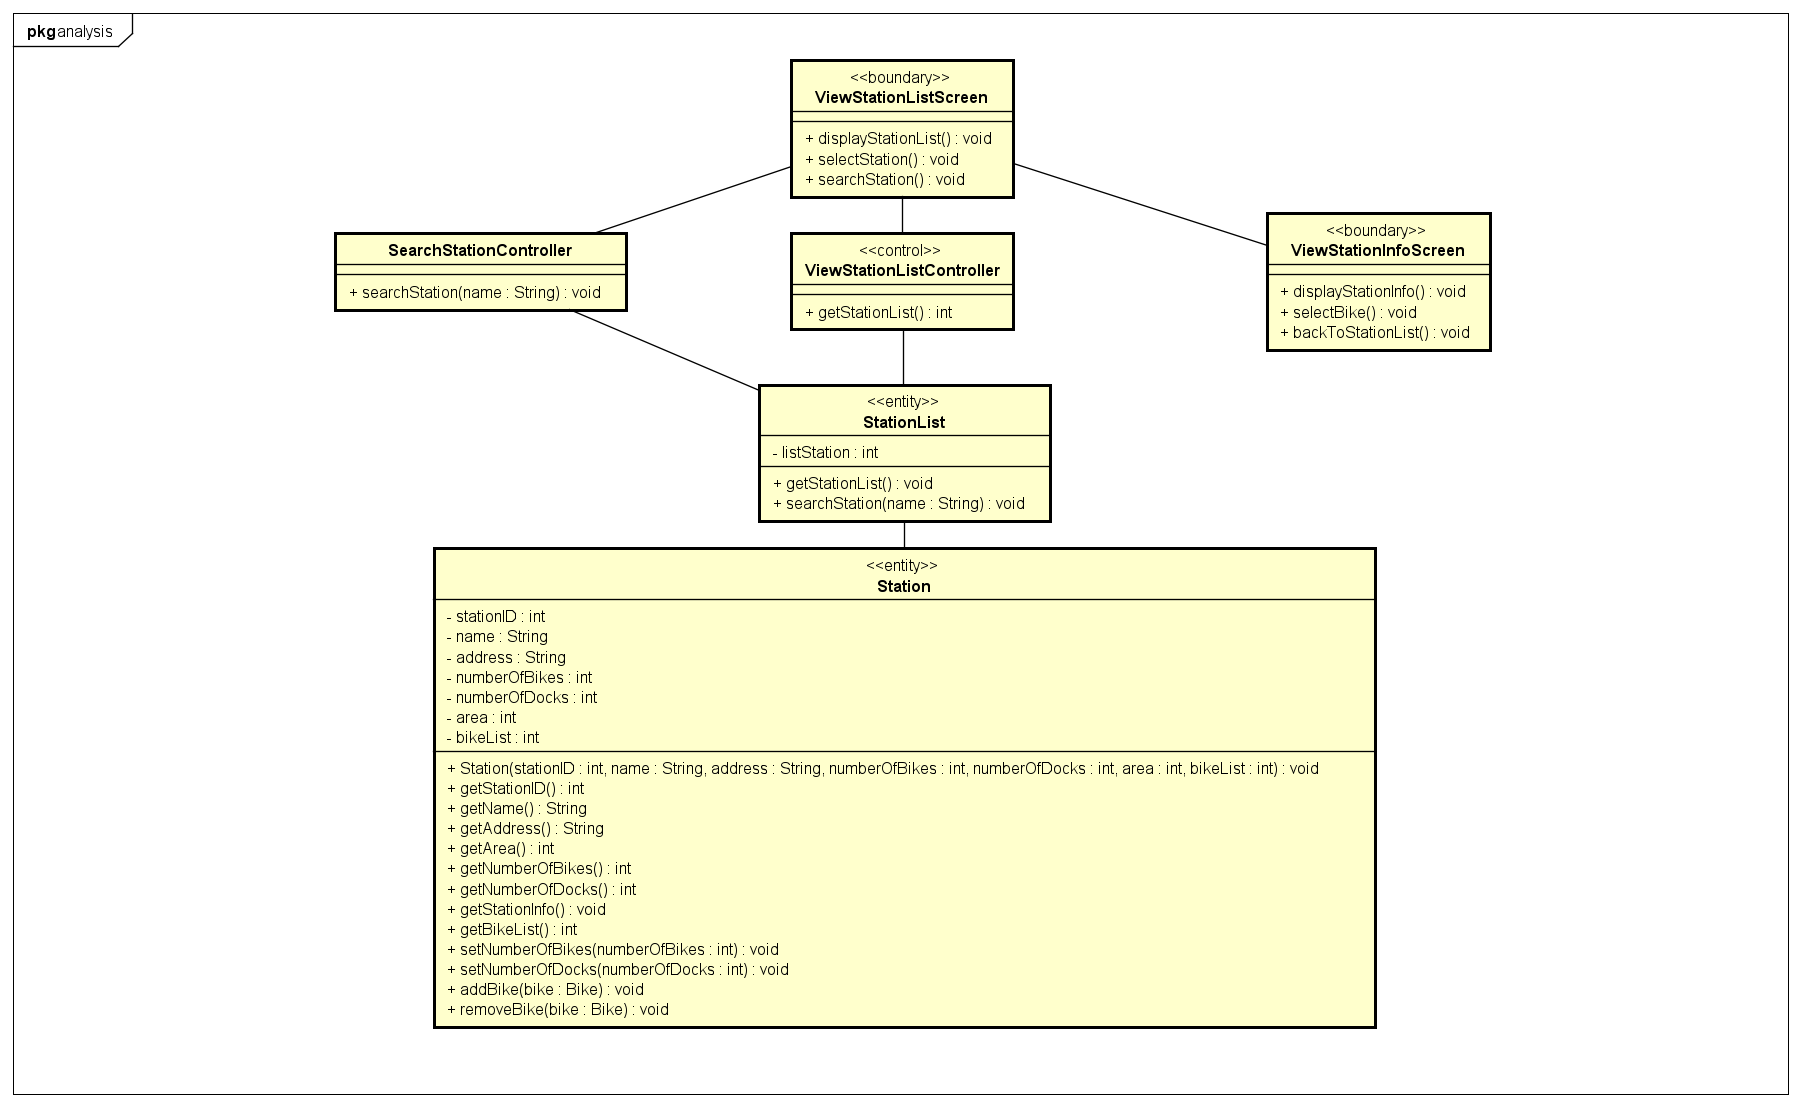 pkg analysis
<<boundary>>
ViewStationListScreen
+ displayStationList() : void
+ selectStation() : void
+ searchStation() : void
SearchStationController
+ searchStation(name : String) : void
<<control>>
ViewStationListController
+ getStationList() : int
<<boundary>>
ViewStationInfoScreen
+ displayStationInfo() : void
+ selectBike() : void
+ backToStationList() : void
<<entity>>
StationList
- listStation : int
+ getStationList() : void
+ searchStation(name : String) : void
<<entity>>
Station
- stationID : int
- name : String
- address : String
- numberOfBikes : int
- numberOfDocks : int
- area : int
- bikeList : int
+ Station(stationID : int, name : String, address : String, numberOfBikes : int, numberOfDocks : int, area : int, bikeList : int) : void
+ getStationID() : int
+ getName() : String
+ getAddress() : String
+ getArea() : int
+ getNumberOfBikes() : int
+ getNumberOfDocks() : int
+ getStationInfo() : void
+ getBikeList() : int
+ setNumberOfBikes(numberOfBikes : int) : void
+ setNumberOfDocks(numberOfDocks : int) : void
+ addBike(bike : Bike) : void
+ removeBike(bike : Bike) : void